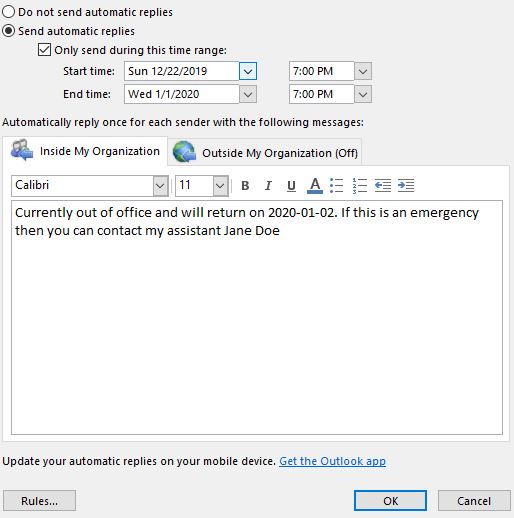 Do not send automatic replies
Send automatic replies
Only send during this time range:
Start time: Sun 12/22/2019 7:00 PM
End time: Wed 1/1/2020 7:00 PM
Automatically reply once for each sender with the following messages:
Inside My Organization Outside My Organization (Off)
Calibri 11 B I U A
Currently out of office and will return on 2020-01-02. If this is an emergency
then you can contact my assistant Jane Doe
Update your automatic replies on your mobile device. Get the Outlook app
Rules... OK Cancel